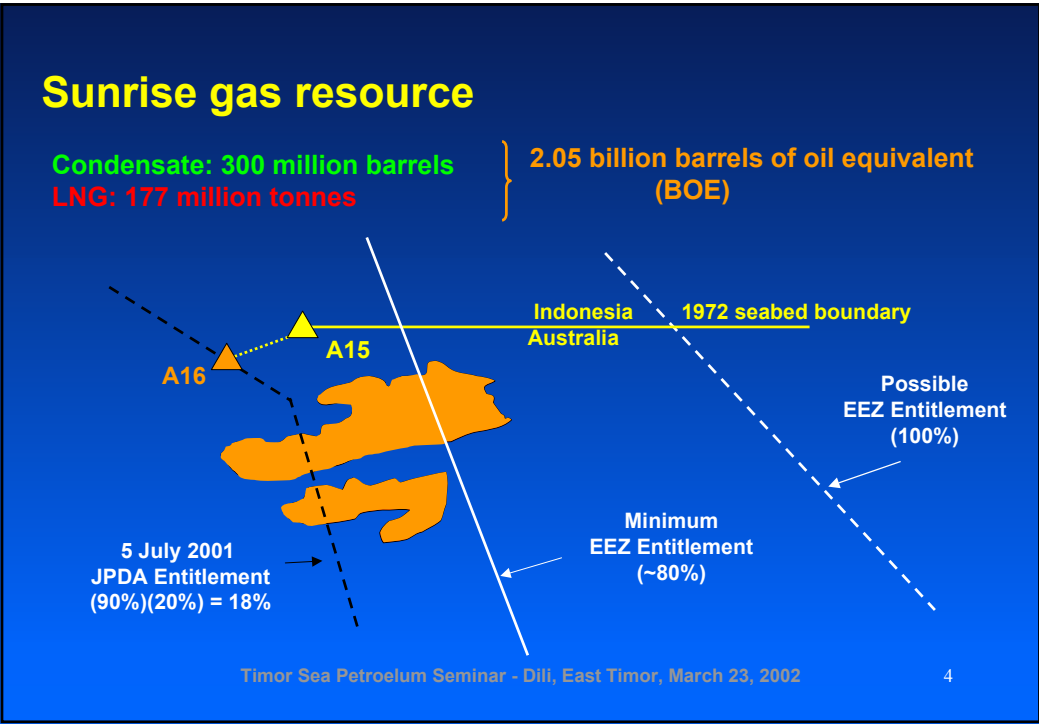 Sunrise gas resource
Condensate: 300 million barrels
LNG: 177 million tonnes
2.05 billion barrels of oil equivalent
(BOE)
Indonesia
1972 seabed boundary
Australia
A15
A16
Possible
EEZ Entitlement
(100%)
Minimum
EEZ Entitlement
(~80%)
5 July 2001
JPDA Entitlement
(90%)(20%) = 18%
Timor Sea Petroelum Seminar - Dili, East Timor, March 23, 2002
4